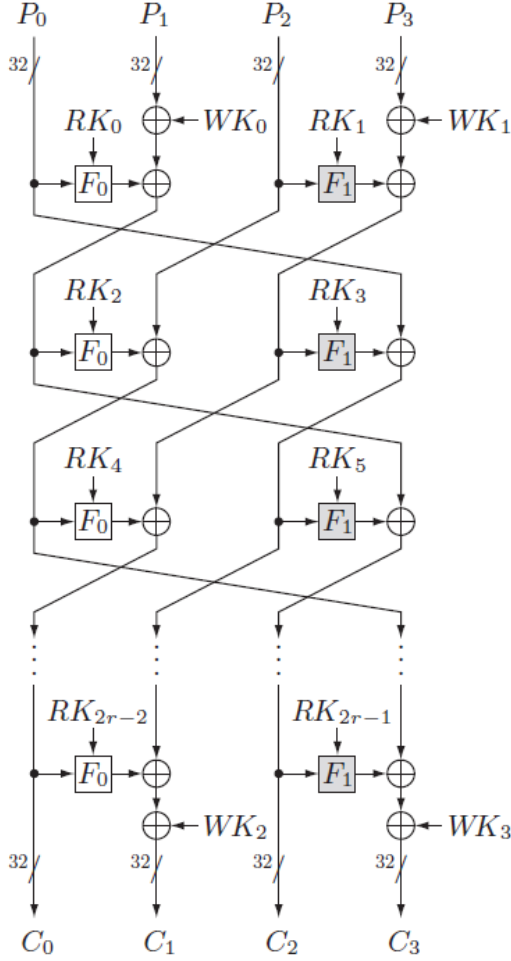 P₀ P₁ P₂ P₃
32 32 32 32
RK₀ WK₀ RK₁ WK₁
F₀ F₁
RK₂ RK₃
F₀ F₁
RK₄ RK₅
F₀ F₁
RK₂ᵣ₋₂ RK₂ᵣ₋₁
F₀ F₁
WK₂ WK₃
32 32 32 32
C₀ C₁ C₂ C₃